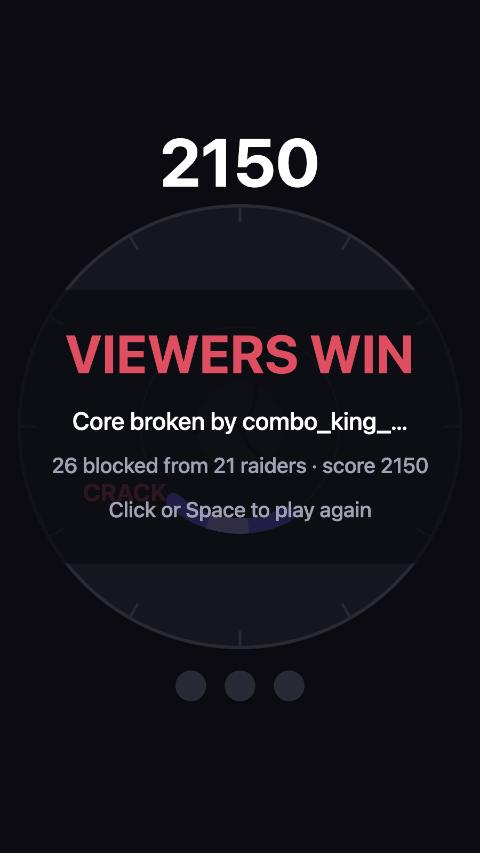 2150
VIEWERS WIN
Core broken by combo_king_...
26 blocked from 21 raiders · score 2150
CRACK
Click or Space to play again